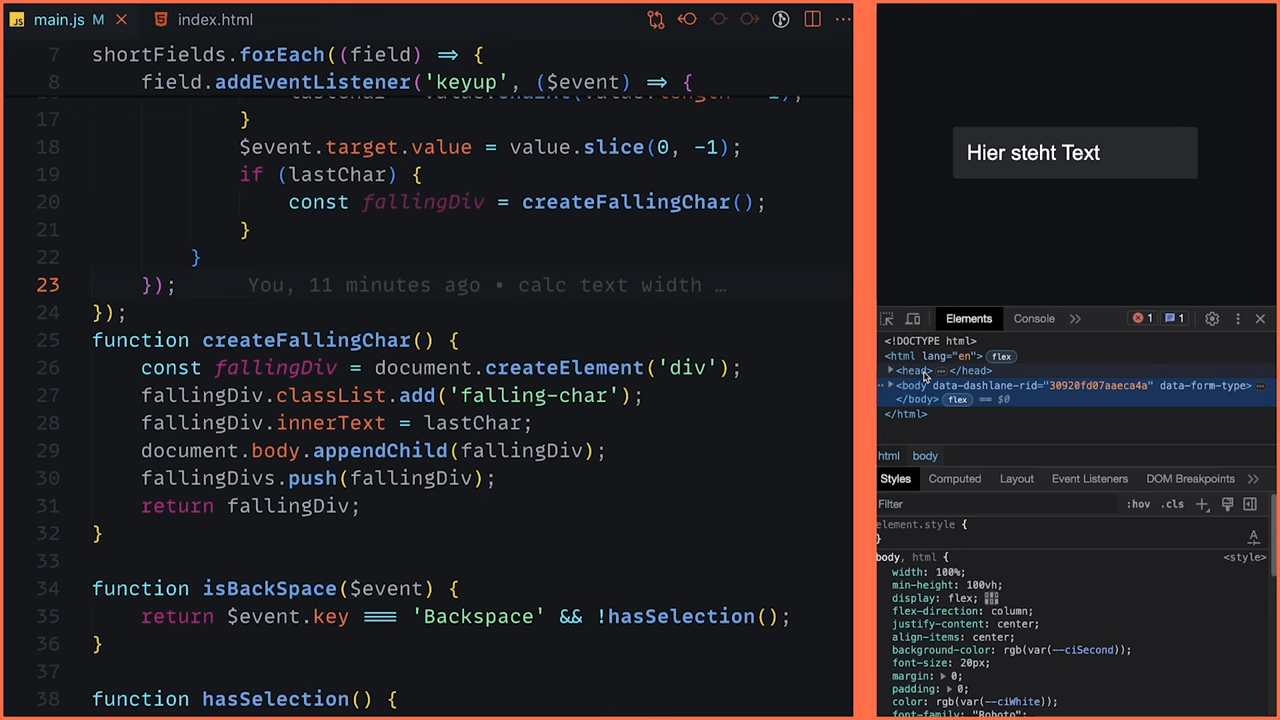 main.js M
index.html
7 shortFields.forEach((field) => {
8 field.addEventListener('keyup', ($event) => {
17 }
18 $event.target.value = value.slice(0, -1);
19 if (lastChar) {
20 const fallingDiv = createFallingChar();
21 }
22 }
23 }); You, 11 minutes ago • calc text width …
24 });
25 function createFallingChar() {
26 const fallingDiv = document.createElement('div');
27 fallingDiv.classList.add('falling-char');
28 fallingDiv.innerText = lastChar;
29 document.body.appendChild(fallingDiv);
30 fallingDivs.push(fallingDiv);
31 return fallingDiv;
32 }
33
34 function isBackSpace($event) {
35 return $event.key === 'Backspace' && !hasSelection();
36 }
37
38 function hasSelection() {
Hier steht Text
Elements Console 1 1
<!DOCTYPE html>
<html lang="en"> flex
<head> … </head>
<body data-dashlane-rid="30920fd07aaeca4a" data-form-type> …
</body> flex == $0
</html>
html body
Styles Computed Layout Event Listeners DOM Breakpoints
Filter :hov .cls
element.style {
}
body, html { <style>
width: 100%;
min-height: 100vh;
display: flex;
flex-direction: column;
justify-content: center;
align-items: center;
background-color: rgb(var(--ciSecond));
font-size: 20px;
margin: 0;
padding: 0;
color: rgb(var(--ciWhite));
font-family: "Roboto";